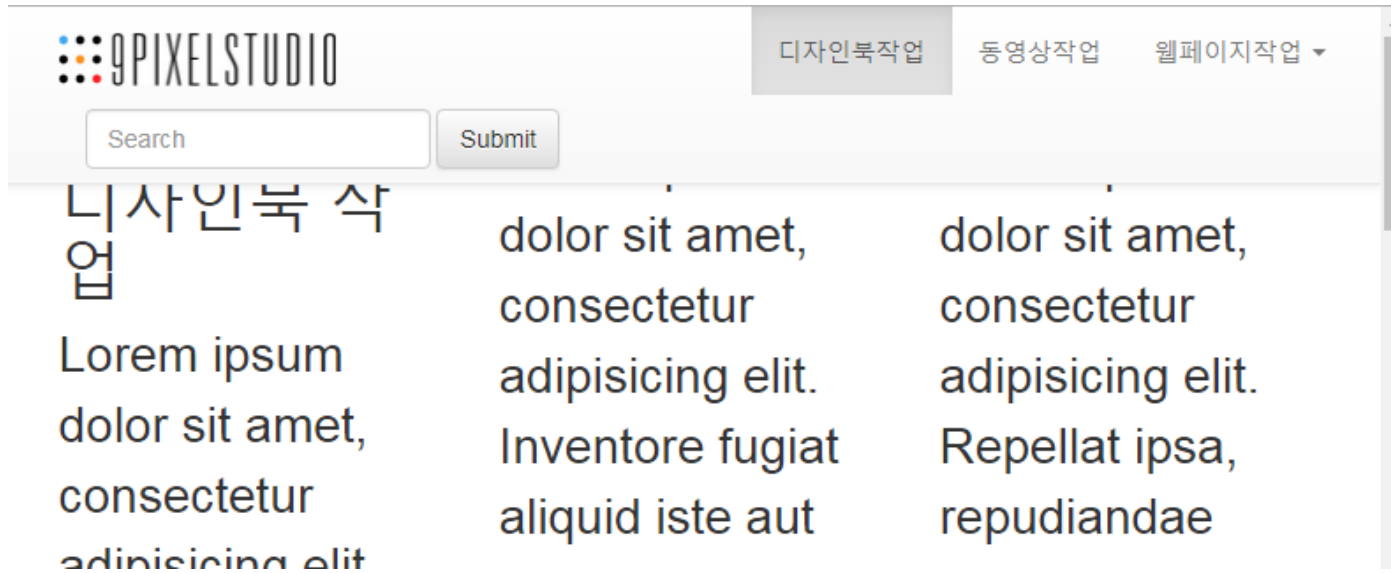 9PIXELSTUDIO
디자인북작업
동영상작업
웹페이지작업
Search
Submit
디자인북 작
업
Lorem ipsum
dolor sit amet,
consectetur
adipisicing elit
dolor sit amet,
consectetur
adipisicing elit.
Inventore fugiat
aliquid iste aut
dolor sit amet,
consectetur
adipisicing elit.
Repellat ipsa,
repudiandae